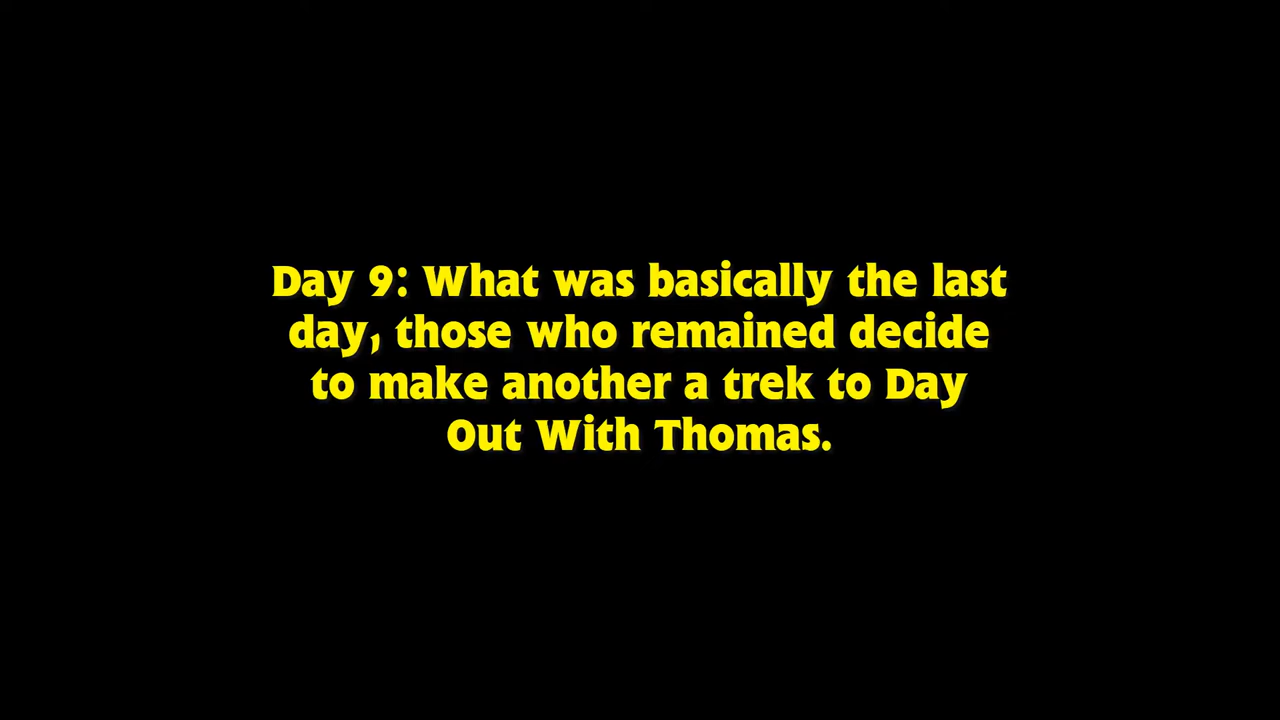 Day 9: What was basically the last
day, those who remained decide
to make another a trek to Day
Out With Thomas.